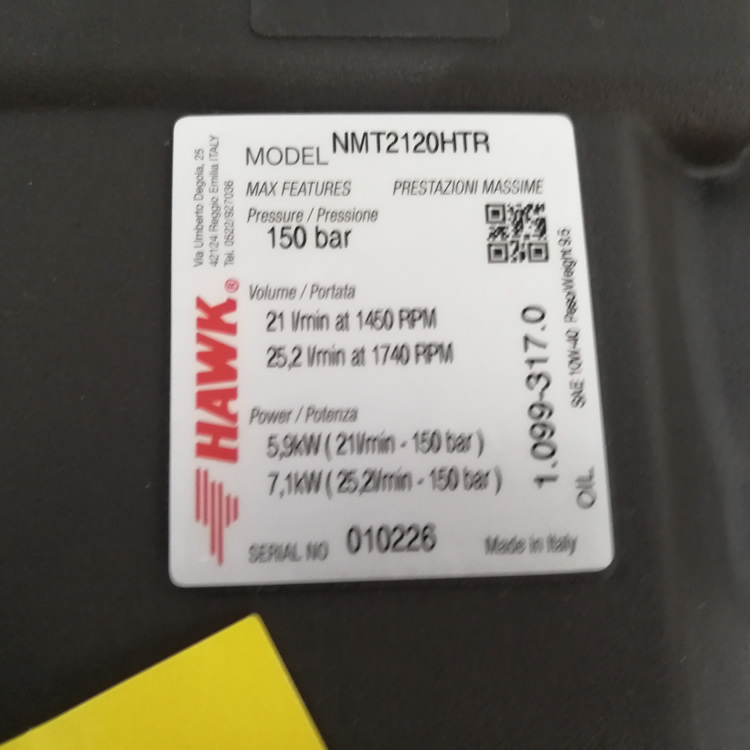 MODEL NMT2120HTR
MAX FEATURES PRESTAZIONI MASSIME
Pressure / Pressione
150 bar
Volume / Portata
21 l/min at 1450 RPM
25,2 l/min at 1740 RPM
Power / Potenza
5,9kW ( 21l/min - 150 bar )
7,1kW ( 25,2l/min - 150 bar )
SERIAL NO 010226
Made in Italy
Via Umberto Degola, 25
42124 Reggio Emilia ITALY
Tel. 0522/927036
HAWK®
1.099-317.0
OIL SAE 10W-40 Peso/Weight 9.5